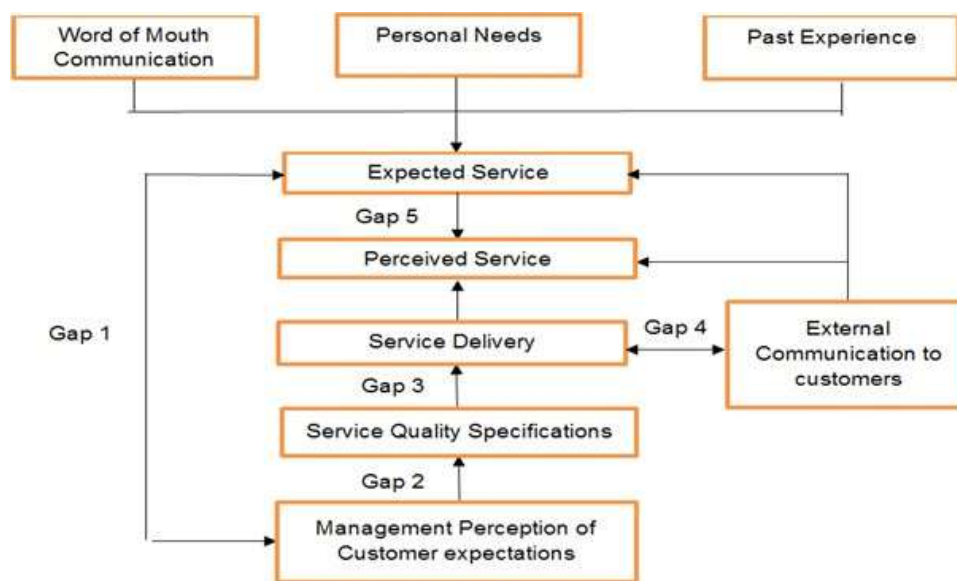 Word of Mouth
Communication
Personal Needs
Past Experience
Expected Service
Gap 5
Perceived Service
Gap 1
Service Delivery
Gap 4
External
Communication to
customers
Gap 3
Service Quality Specifications
Gap 2
Management Perception of
Customer expectations